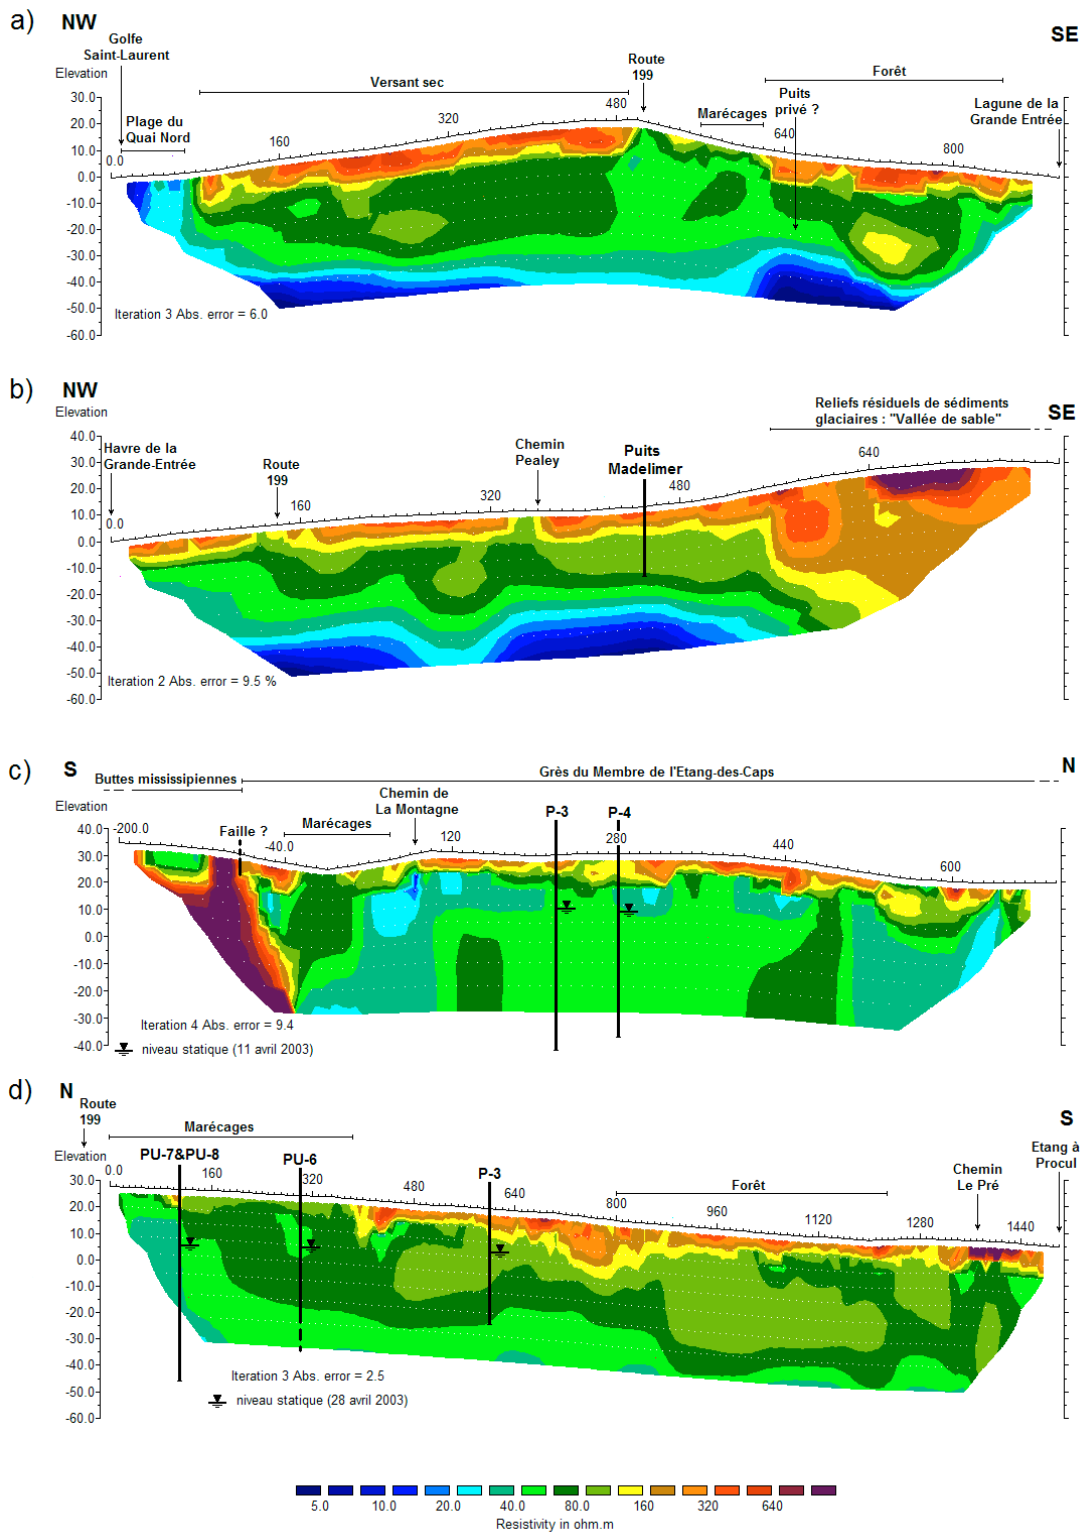 a) NW
SE
Golfe
Saint-Laurent
Elevation
Versant sec
Route
199
Forêt
Plage du
Quai Nord
Marécages
Puits
privé ?
Lagune de la
Grande Entrée
0.0 160 320 480 640 800
30.0
20.0
10.0
0.00
-10.0
-20.0
-30.0
-40.0
-50.0
-60.0
Iteration 3 Abs. error = 6.0
b) NW
SE
Elevation
Reliefs résiduels de sédiments
glaciaires : "Vallée de sable"
Havre de la
Grande-Entrée
Route
199
Chemin
Pealey
Puits
Madelimer
0.0 160 320 480 640
40.0
30.0
20.0
10.0
0.00
-10.0
-20.0
-30.0
-40.0
-50.0
-60.0
Iteration 2 Abs. error = 9.5 %
c) S
N
Buttes mississipiennes
Grès du Membre de l'Etang-des-Caps
Elevation
Faille ?
Marécages
Chemin de
La Montagne
P-3
P-4
-200.0 -40.0 120 280 440 600
40.0
30.0
20.0
10.0
0.0
-10.0
-20.0
-30.0
-40.0
Iteration 4 Abs. error = 9.4
niveau statique (11 avril 2003)
d) N
S
Route
199
Elevation
Marécages
PU-7&PU-8
PU-6
P-3
Forêt
Chemin
Le Pré
Etang à
Procul
0.0 160 320 480 640 800 960 1120 1280 1440
30.0
20.0
10.0
0.00
-10.0
-20.0
-30.0
-40.0
-50.0
-60.0
Iteration 3 Abs. error = 2.5
niveau statique (28 avril 2003)
5.0 10.0 20.0 40.0 80.0 160 320 640
Resistivity in ohm.m